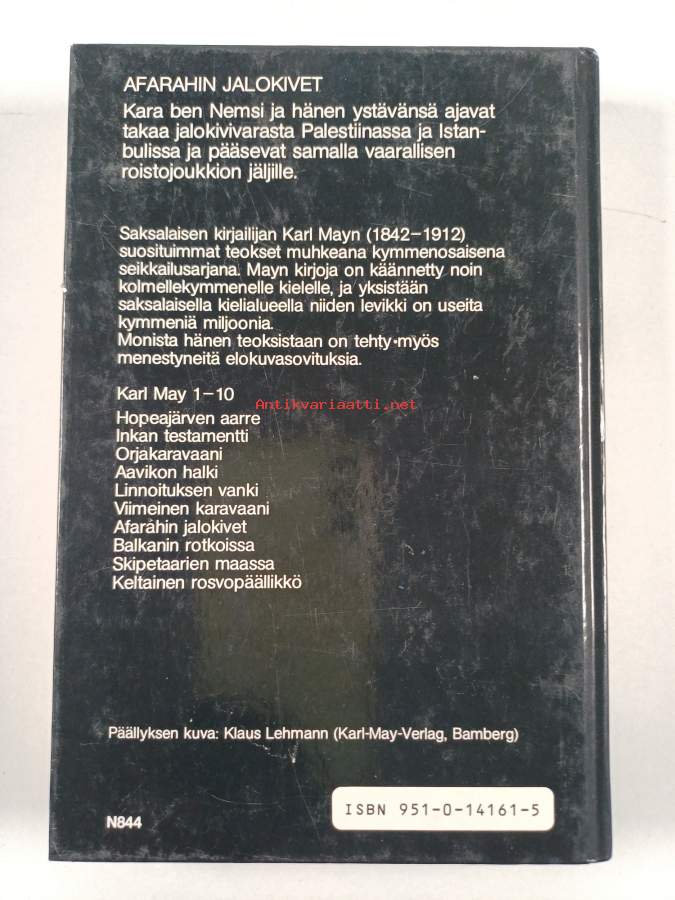 AFARAHIN JALOKIVET
Kara ben Nemsi ja hänen ystävänsä ajavat
takaa jalokivivarasta Palestiinassa ja Istan-
bulissa ja pääsevat samalla vaarallisen
roistojoukkion jäljille.
Saksalaisen kirjailijan Karl Mayn (1842–1912)
suosituimmat teokset muhkeana kymmenosaisena
seikkailusarjana. Mayn kirjoja on käännetty noin
kolmellekymmenelle kielelle, ja yksistään
saksalaisella kielialueella niiden levikki on useita
kymmeniä miljoonia.
Monista hänen teoksistaan on tehty myös
menestyneitä elokuvasovituksia.
Karl May 1–10
Antikvariaatti.net
Hopeajärven aarre
Inkan testamentti
Orjakaravaani
Aavikon halki
Linnoituksen vanki
Viimeinen karavaani
Afarahin jalokivet
Balkanin rotkoissa
Skipetaarien maassa
Keltainen rosvopäällikkö
Päällyksen kuva: Klaus Lehmann (Karl-May-Verlag, Bamberg)
ISBN 951-0-14161-5
N844